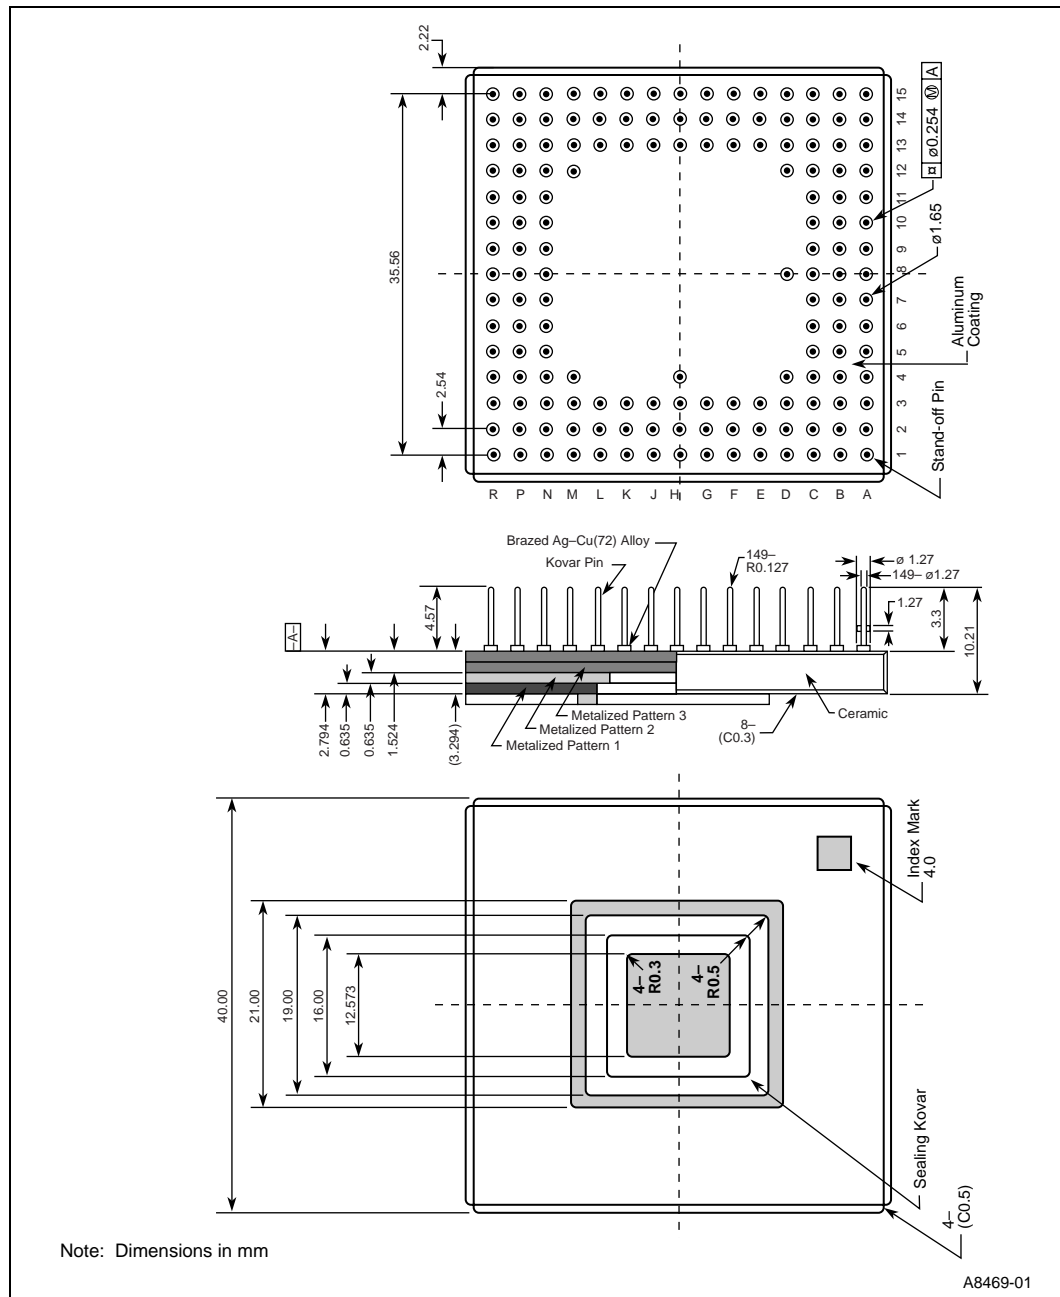 2.22
⌖ ø0.254 Ⓜ A
15
14
13
12
11
10
9
8
7
6
5
4
3
2
1
ø1.65
35.56
2.54
Aluminum
Coating
Stand-off Pin
R P N M L K J H G F E D C B A
Brazed Ag–Cu(72) Alloy
Kovar Pin
149–
R0.127
ø 1.27
149– ø1.27
1.27
4.57
3.3
10.21
–A–
2.794
0.635
0.635
1.524
(3.294)
Metalized Pattern 3
Metalized Pattern 2
Metalized Pattern 1
8–
(C0.3)
Ceramic
Index Mark
4.0
40.00
21.00
19.00
16.00
12.573
4–
R0.3
4–
R0.5
Sealing Kovar
4–
(C0.5)
Note: Dimensions in mm
A8469-01